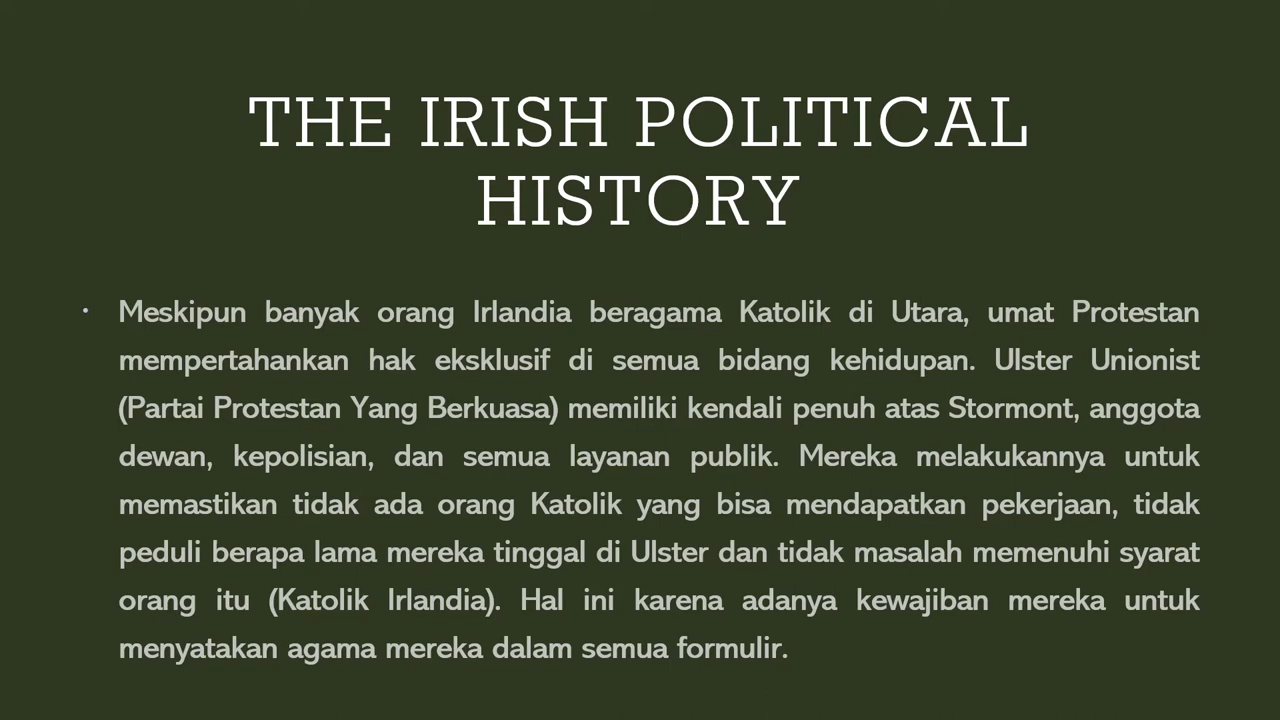 THE IRISH POLITICAL
HISTORY
• Meskipun banyak orang Irlandia beragama Katolik di Utara, umat Protestan
mempertahankan hak eksklusif di semua bidang kehidupan. Ulster Unionist
(Partai Protestan Yang Berkuasa) memiliki kendali penuh atas Stormont, anggota
dewan, kepolisian, dan semua layanan publik. Mereka melakukannya untuk
memastikan tidak ada orang Katolik yang bisa mendapatkan pekerjaan, tidak
peduli berapa lama mereka tinggal di Ulster dan tidak masalah memenuhi syarat
orang itu (Katolik Irlandia). Hal ini karena adanya kewajiban mereka untuk
menyatakan agama mereka dalam semua formulir.